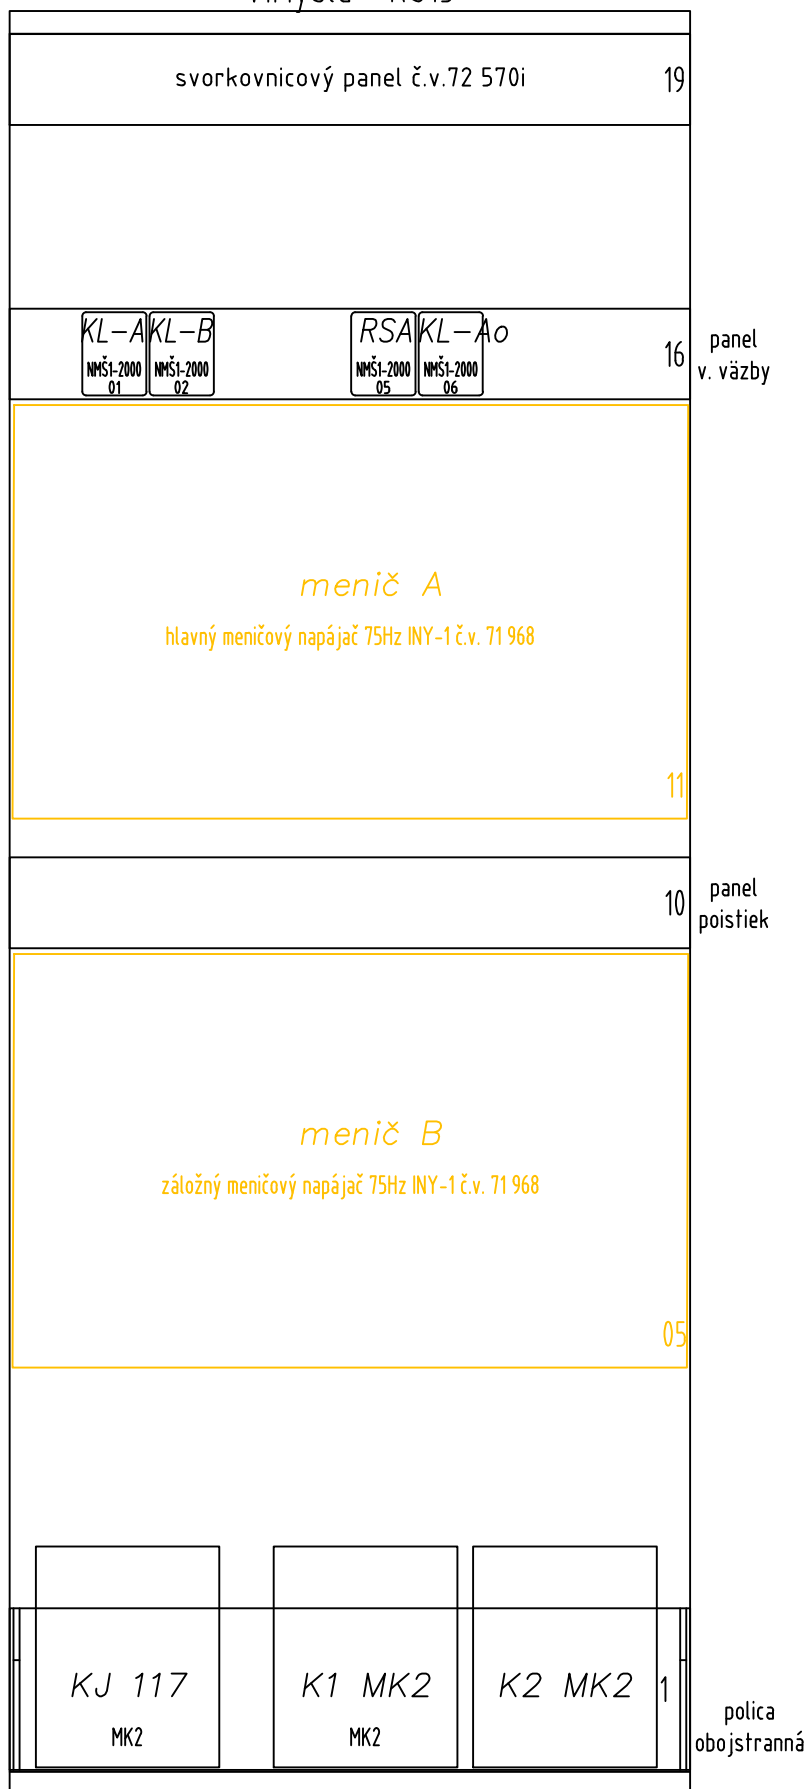 svorkovnicový panel č.v.72 570i 19
KL-A KL-B RSA KL-Ao
NMŠ1-2000 NMŠ1-2000 NMŠ1-2000 NMŠ1-2000
01 02 05 06
16
panel
v. väzby
menič A
hlavný meničový napájač 75Hz INY-1 č.v. 71 968
11
10
panel
poistiek
menič B
záložný meničový napájač 75Hz INY-1 č.v. 71 968
05
KJ 117 K1 MK2 K2 MK2 1
MK2 MK2
polica
obojstranná